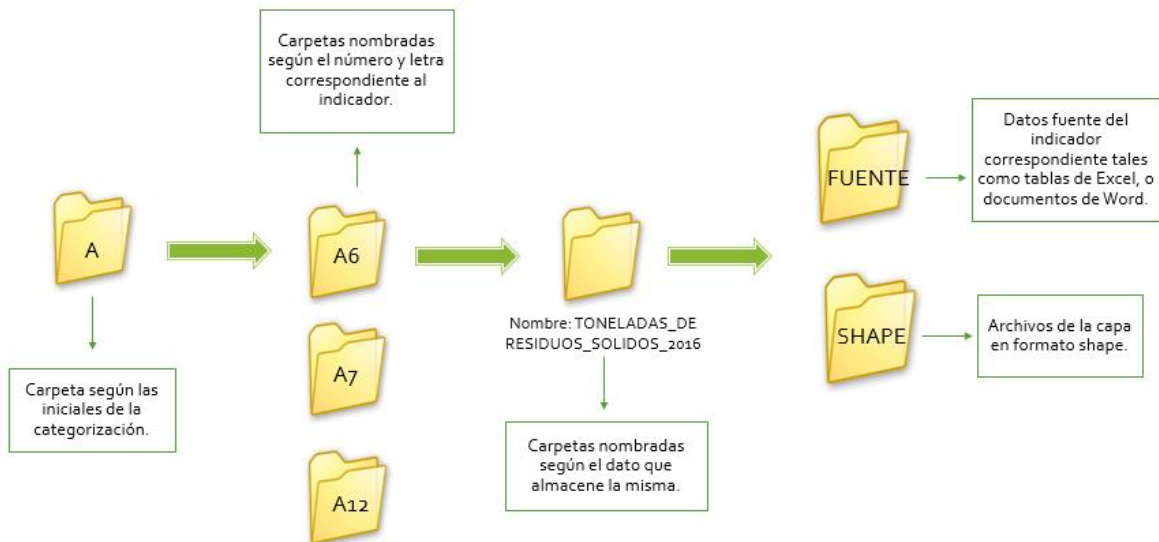 Carpetas nombradas
según el número y letra
correspondiente al
indicador.
A
Carpeta según las
iniciales de la
categorización.
A6
A7
A12
Nombre: TONELADAS_DE
RESIDUOS_SOLIDOS_2016
Carpetas nombradas
según el dato que
almacene la misma.
FUENTE
Datos fuente del
indicador
correspondiente tales
como tablas de Excel, o
documentos de Word.
SHAPE
Archivos de la capa
en formato shape.